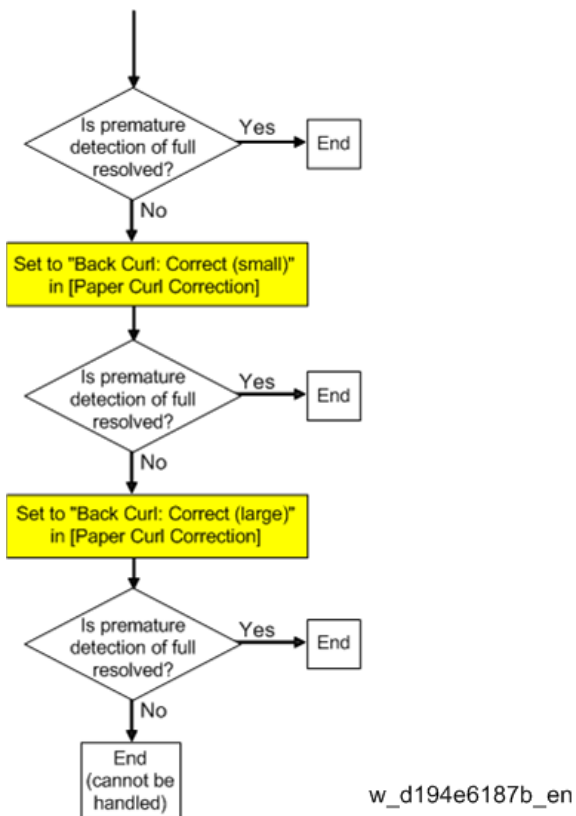 Is premature
detection of full
resolved?
Yes
End
No
Set to "Back Curl: Correct (small)"
in [Paper Curl Correction]
Is premature
detection of full
resolved?
Yes
End
No
Set to "Back Curl: Correct (large)"
in [Paper Curl Correction]
Is premature
detection of full
resolved?
Yes
End
No
End
(cannot be
handled)
w_d194e6187b_en